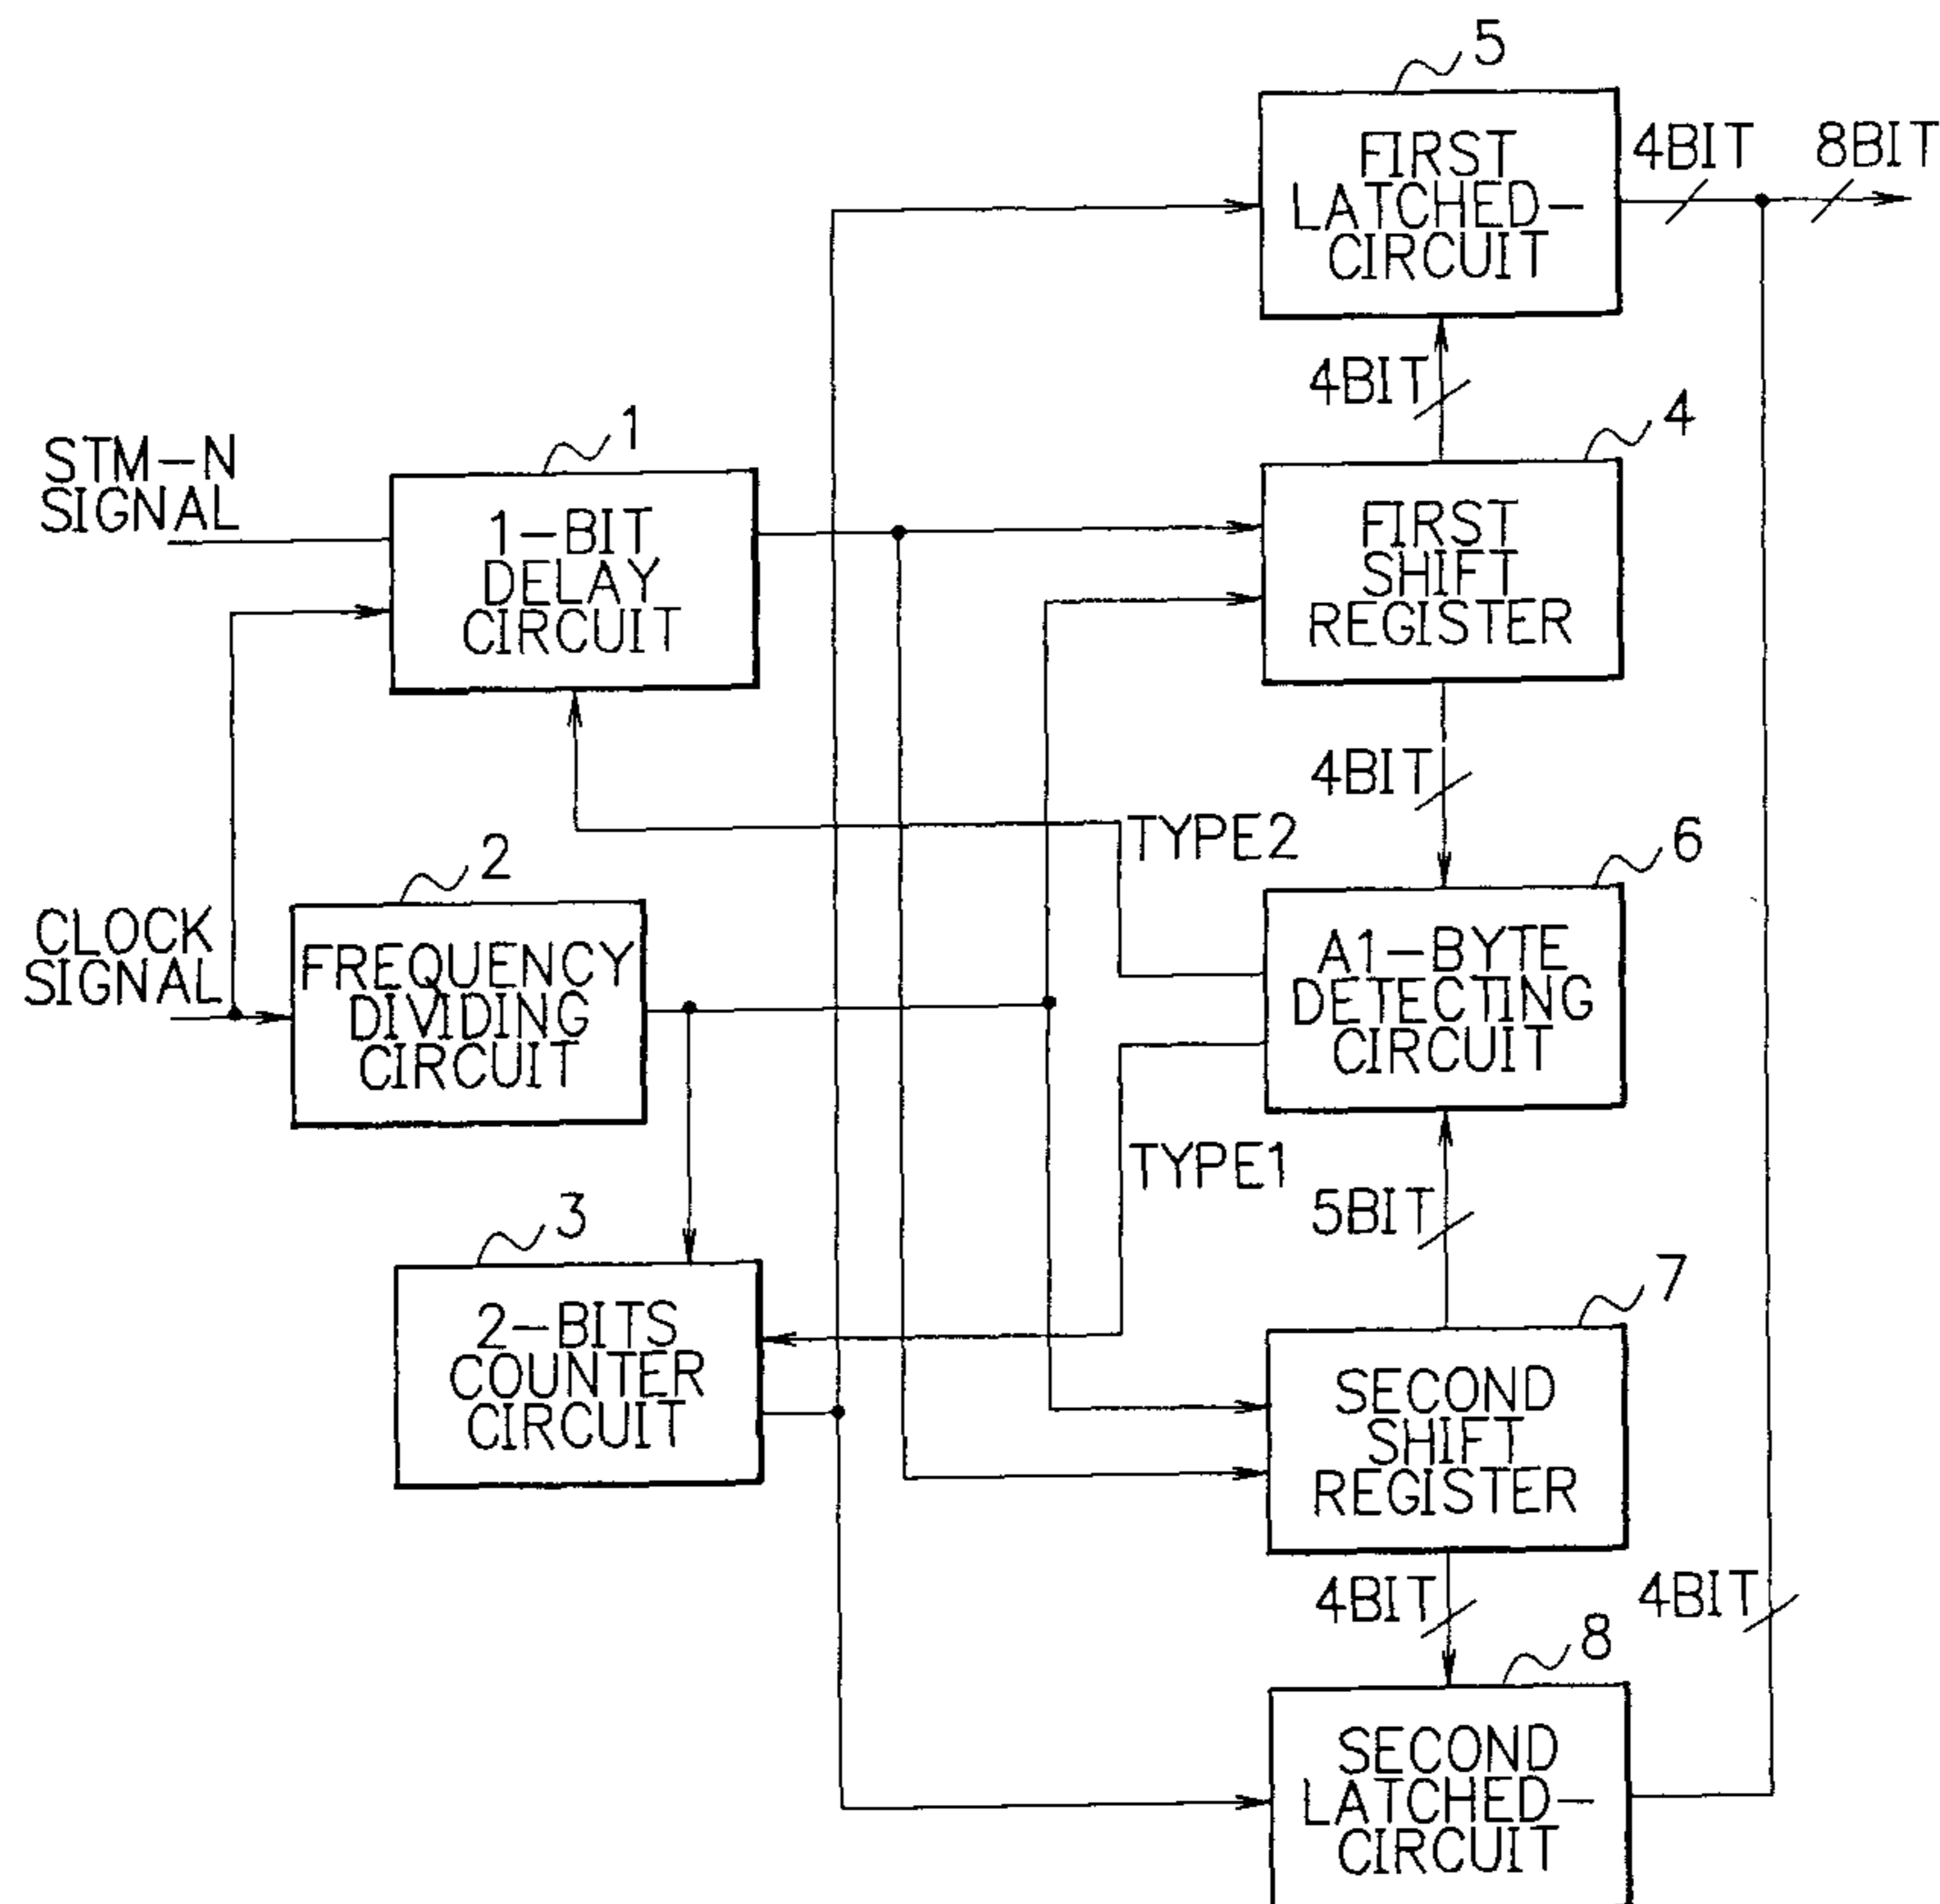 5
FIRST
LATCHED-
CIRCUIT
4BIT
8BIT
4BIT
4
1
STM-N
SIGNAL
1-BIT
DELAY
CIRCUIT
FIRST
SHIFT
REGISTER
4BIT
TYPE2
6
2
CLOCK
SIGNAL
FREQUENCY
DIVIDING
CIRCUIT
A1-BYTE
DETECTING
CIRCUIT
TYPE1
5BIT
3
7
2-BITS
COUNTER
CIRCUIT
SECOND
SHIFT
REGISTER
4BIT
4BIT
8
SECOND
LATCHED-
CIRCUIT